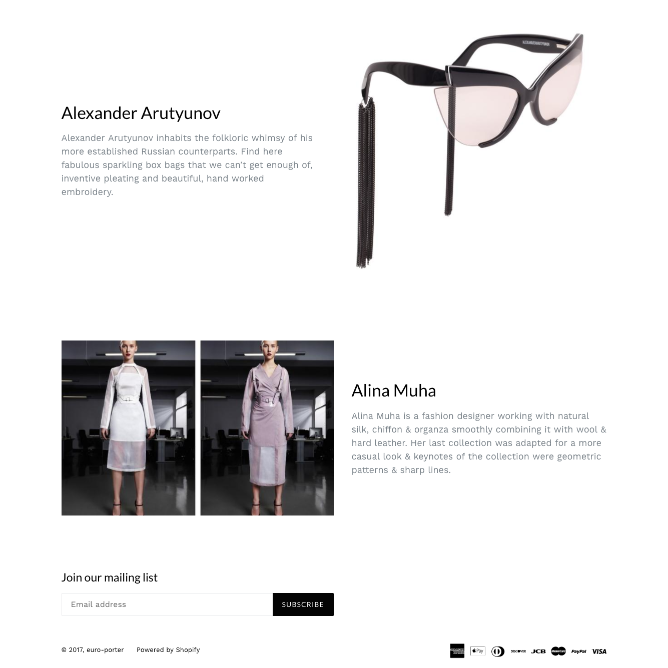 Alexander Arutyunov
Alexander Arutyunov inhabits the folkloric whimsy of his
more established Russian counterparts. Find here
fabulous sparkling box bags that we can't get enough of,
inventive pleating and beautiful, hand worked
embroidery.
Alina Muha
Alina Muha is a fashion designer working with natural
silk, chiffon & organza smoothly combining it with wool &
hard leather. Her last collection was adapted for a more
casual look & keynotes of the collection were geometric
patterns & sharp lines.
Join our mailing list
Email address
SUBSCRIBE
© 2017, euro-porter Powered by Shopify
Pay DISCOVER JCB PayPal VISA